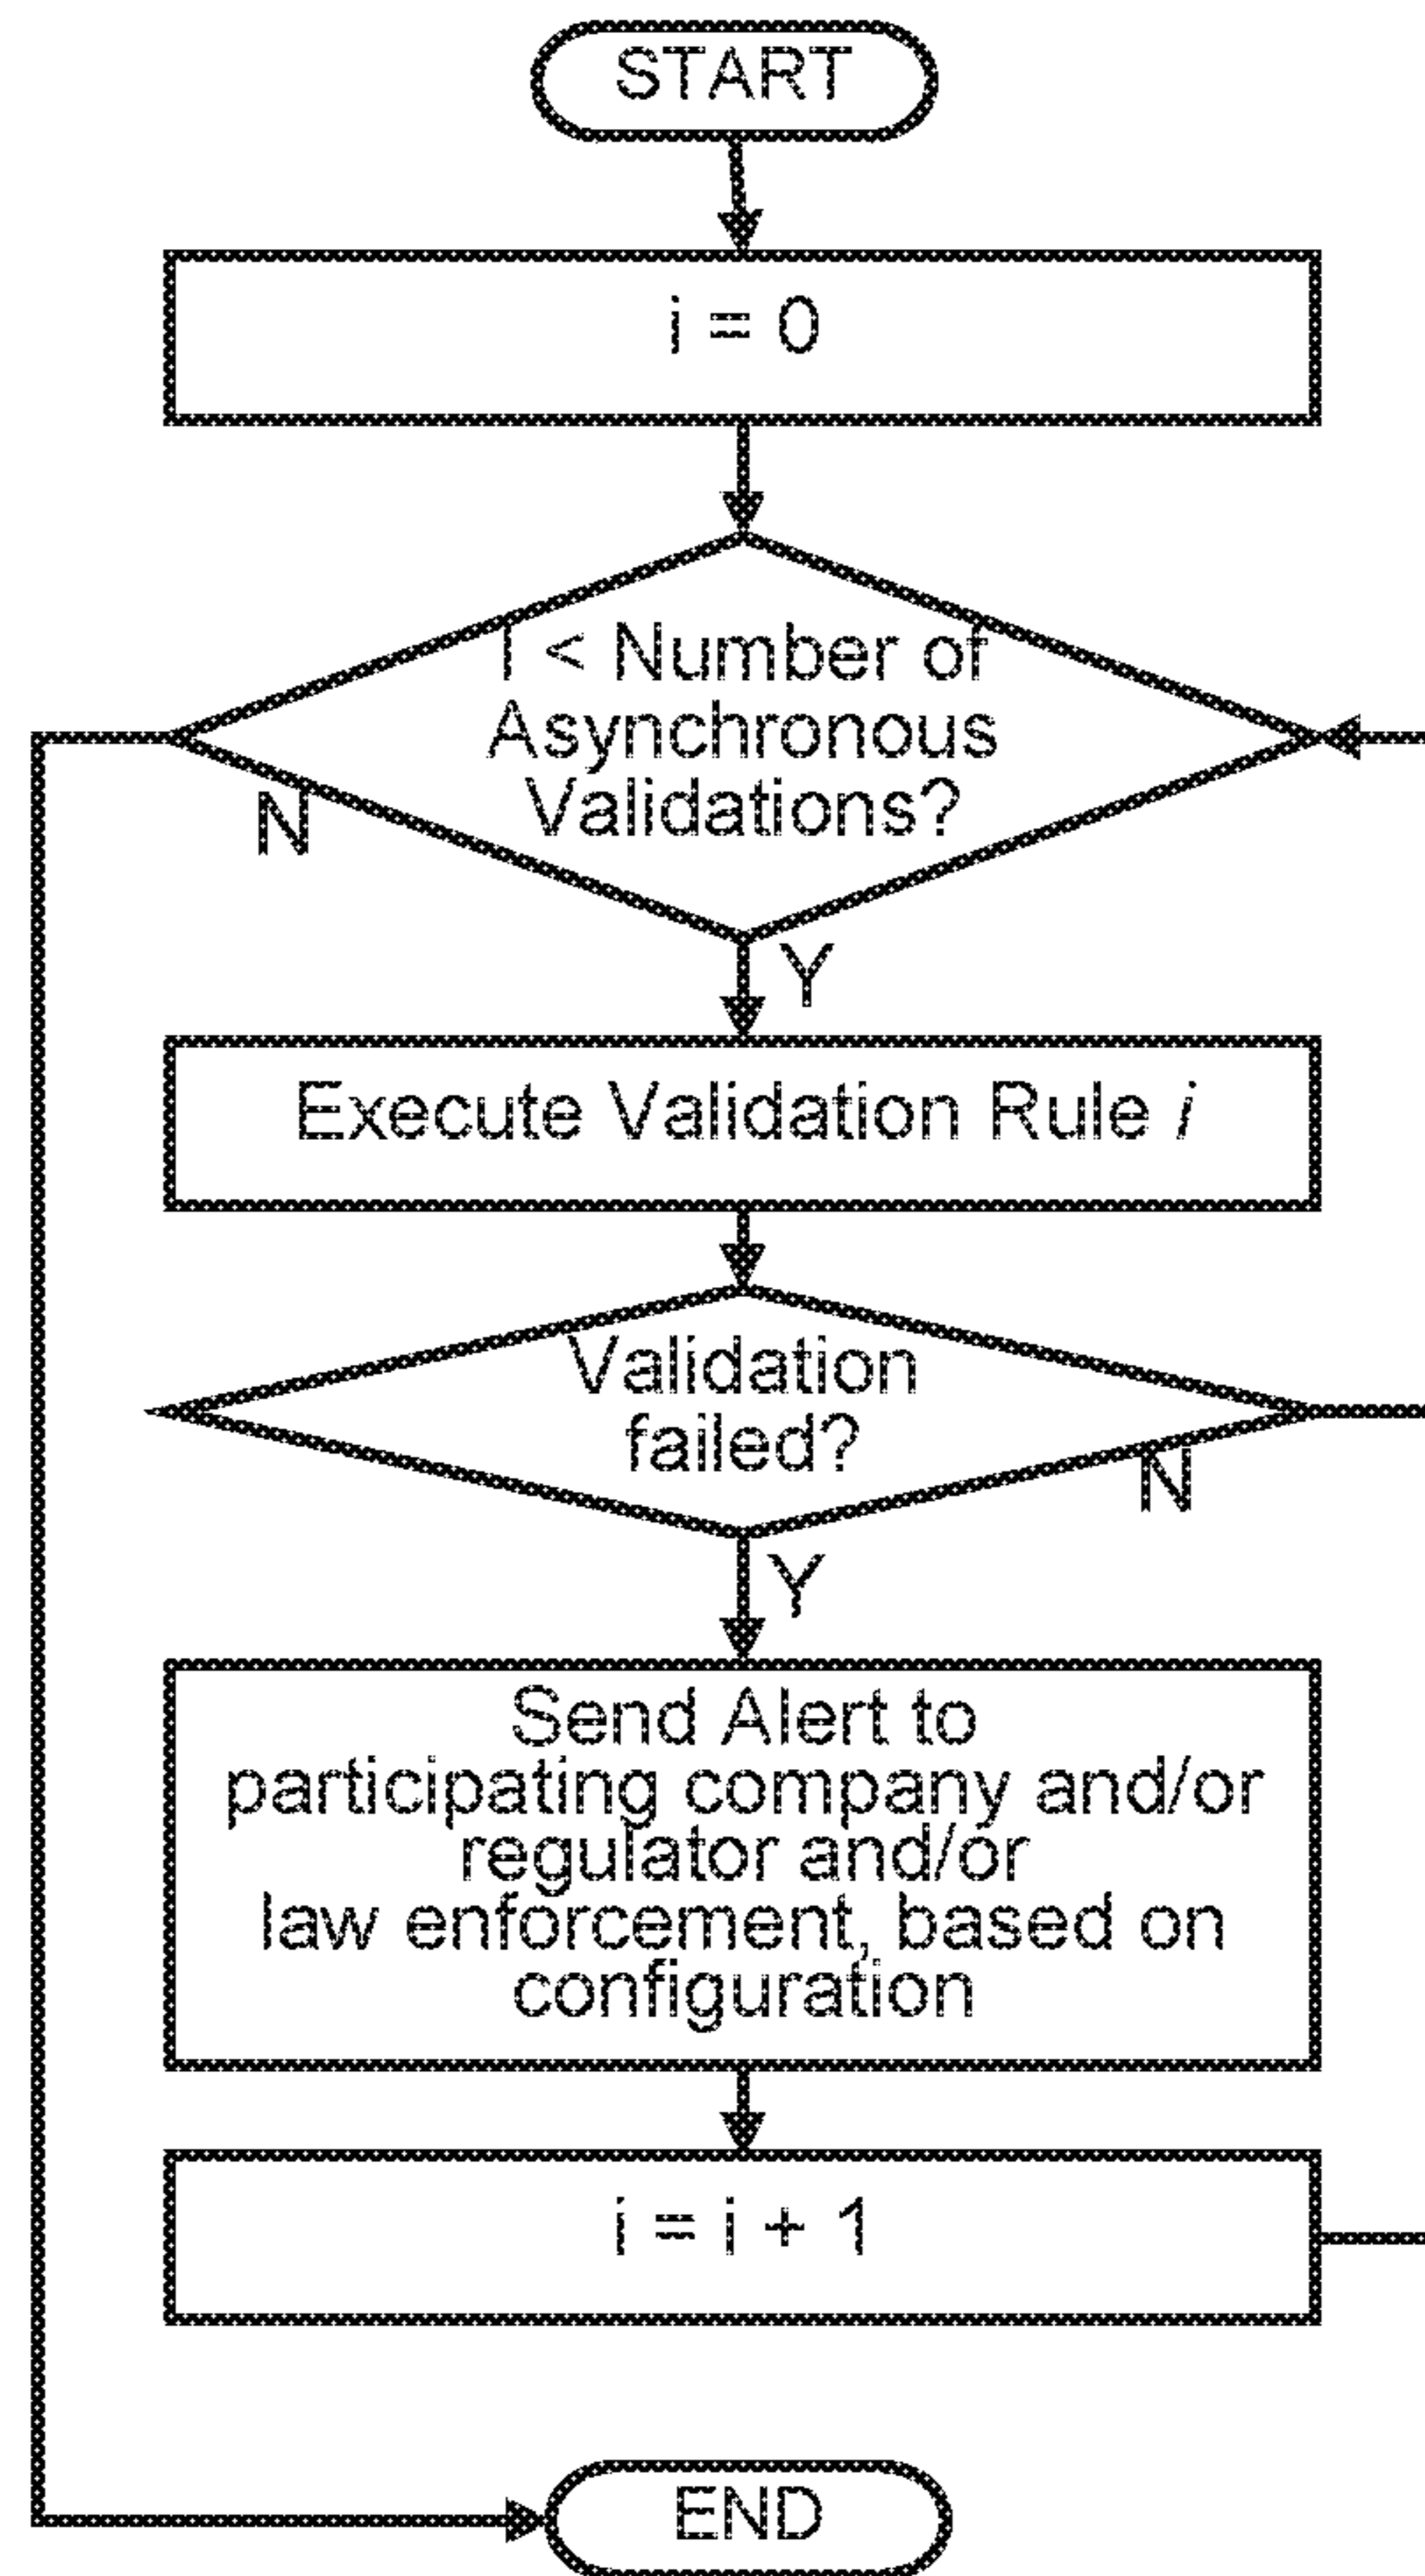 START
i = 0
I < Number of
Asynchronous
Validations?
N
Y
Execute Validation Rule i
Validation
failed?
N
Y
Send Alert to
participating company and/or
regulator and/or
law enforcement, based on
configuration
i = i + 1
END